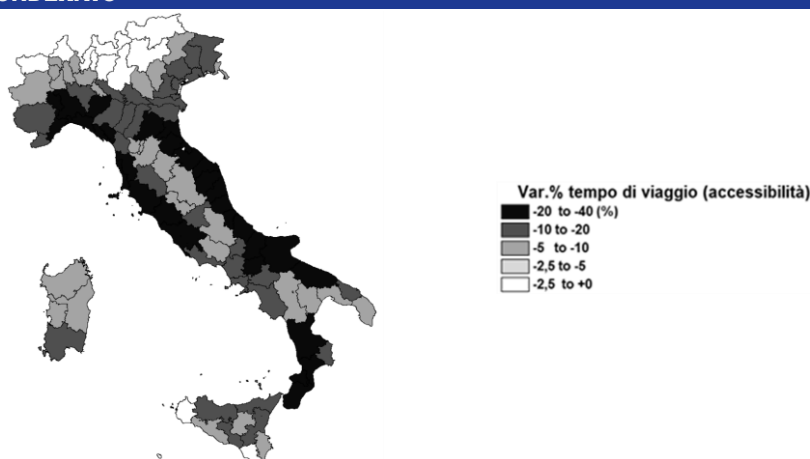 Var.% tempo di viaggio (accessibilità)
-20 to -40 (%)
-10 to -20
-5 to -10
-2,5 to -5
-2,5 to +0